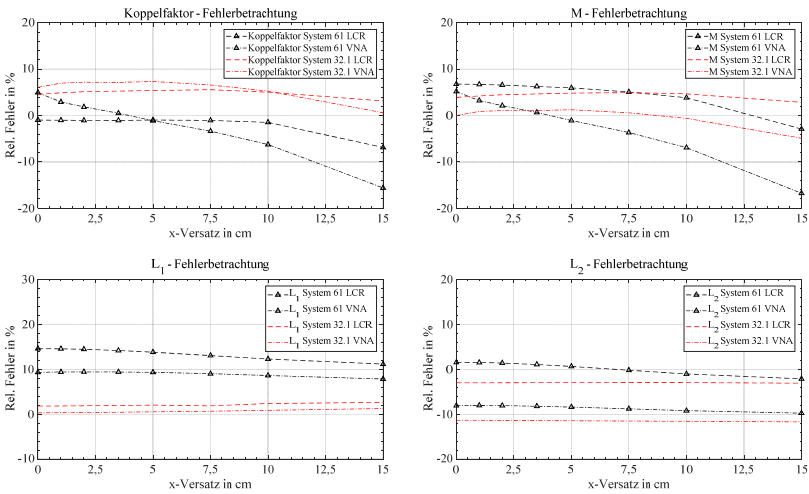 Koppelfaktor - Fehlerbetrachtung
Rel. Fehler in %
20
10
0
-10
-20
Koppelfaktor System 61 LCR
Koppelfaktor System 61 VNA
Koppelfaktor System 32.1 LCR
Koppelfaktor System 32.1 VNA
0 2,5 5 7,5 10 12,5 15
x-Versatz in cm
M - Fehlerbetrachtung
Rel. Fehler in %
20
10
0
-10
-20
M System 61 LCR
M System 61 VNA
M System 32.1 LCR
M System 32.1 VNA
0 2,5 5 7,5 10 12,5 15
x-Versatz in cm
L1 - Fehlerbetrachtung
Rel. Fehler in %
30
20
10
0
-10
L1 System 61 LCR
L1 System 61 VNA
L1 System 32.1 LCR
L1 System 32.1 VNA
0 2,5 5 7,5 10 12,5 15
x-Versatz in cm
L2 - Fehlerbetrachtung
Rel. Fehler in %
20
10
0
-10
-20
L2 System 61 LCR
L2 System 61 VNA
L2 System 32.1 LCR
L2 System 32.1 VNA
0 2,5 5 7,5 10 12,5 15
x-Versatz in cm